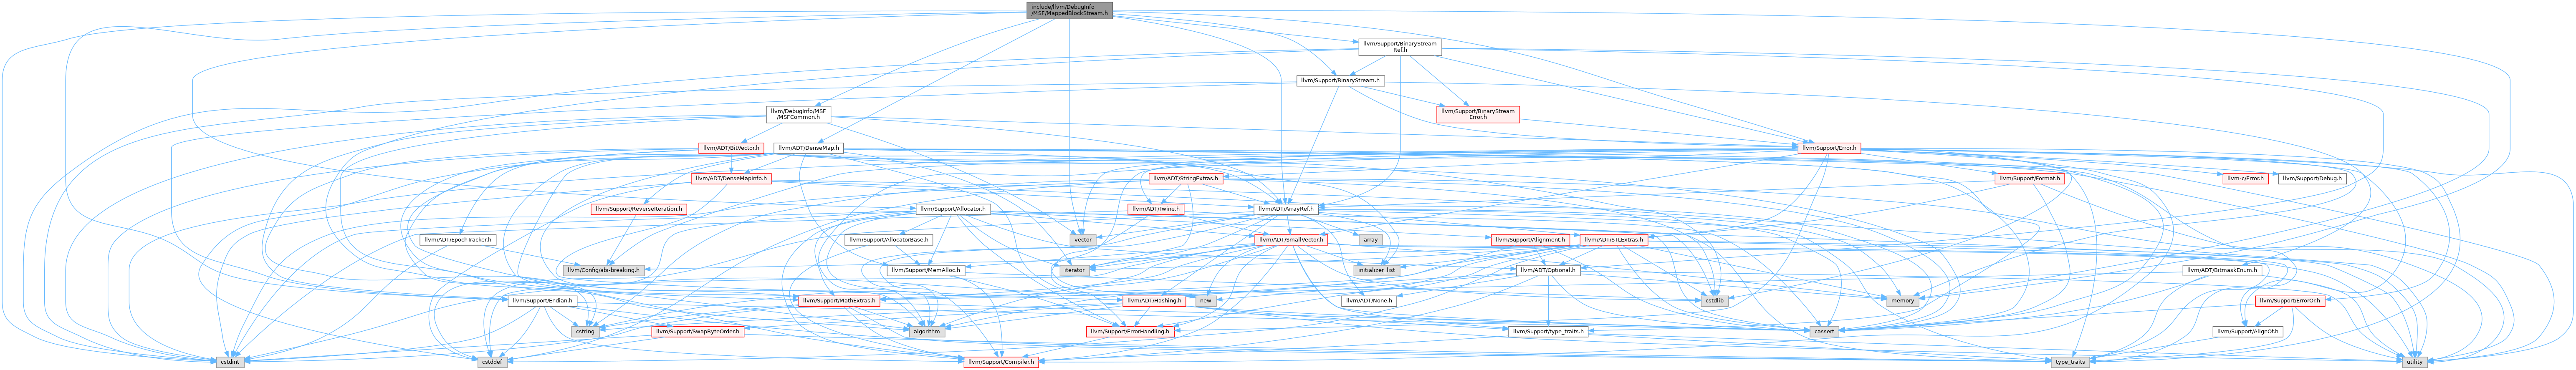 include/llvm/DebugInfo
/MSF/MappedBlockStream.h
llvm/Support/BinaryStream
Ref.h
llvm/Support/BinaryStream.h
llvm/DebugInfo/MSF
/MSFCommon.h
llvm/Support/BinaryStream
Error.h
llvm/ADT/BitVector.h
llvm/ADT/DenseMap.h
llvm/Support/Error.h
llvm/ADT/DenseMapInfo.h
llvm/ADT/StringExtras.h
llvm/Support/Format.h
llvm-c/Error.h
llvm/Support/Debug.h
llvm/Support/ReverseIteration.h
llvm/Support/Allocator.h
llvm/ADT/Twine.h
llvm/ADT/ArrayRef.h
llvm/ADT/EpochTracker.h
llvm/Support/AllocatorBase.h
vector
llvm/ADT/SmallVector.h
array
llvm/Support/Alignment.h
llvm/ADT/STLExtras.h
llvm/Config/abi-breaking.h
llvm/Support/MemAlloc.h
iterator
initializer_list
llvm/ADT/Optional.h
llvm/ADT/BitmaskEnum.h
llvm/Support/Endian.h
llvm/Support/MathExtras.h
llvm/ADT/Hashing.h
new
llvm/ADT/None.h
cstdlib
memory
llvm/Support/ErrorOr.h
cstring
llvm/Support/SwapByteOrder.h
algorithm
llvm/Support/ErrorHandling.h
llvm/Support/type_traits.h
cassert
llvm/Support/AlignOf.h
cstdint
cstddef
llvm/Support/Compiler.h
type_traits
utility